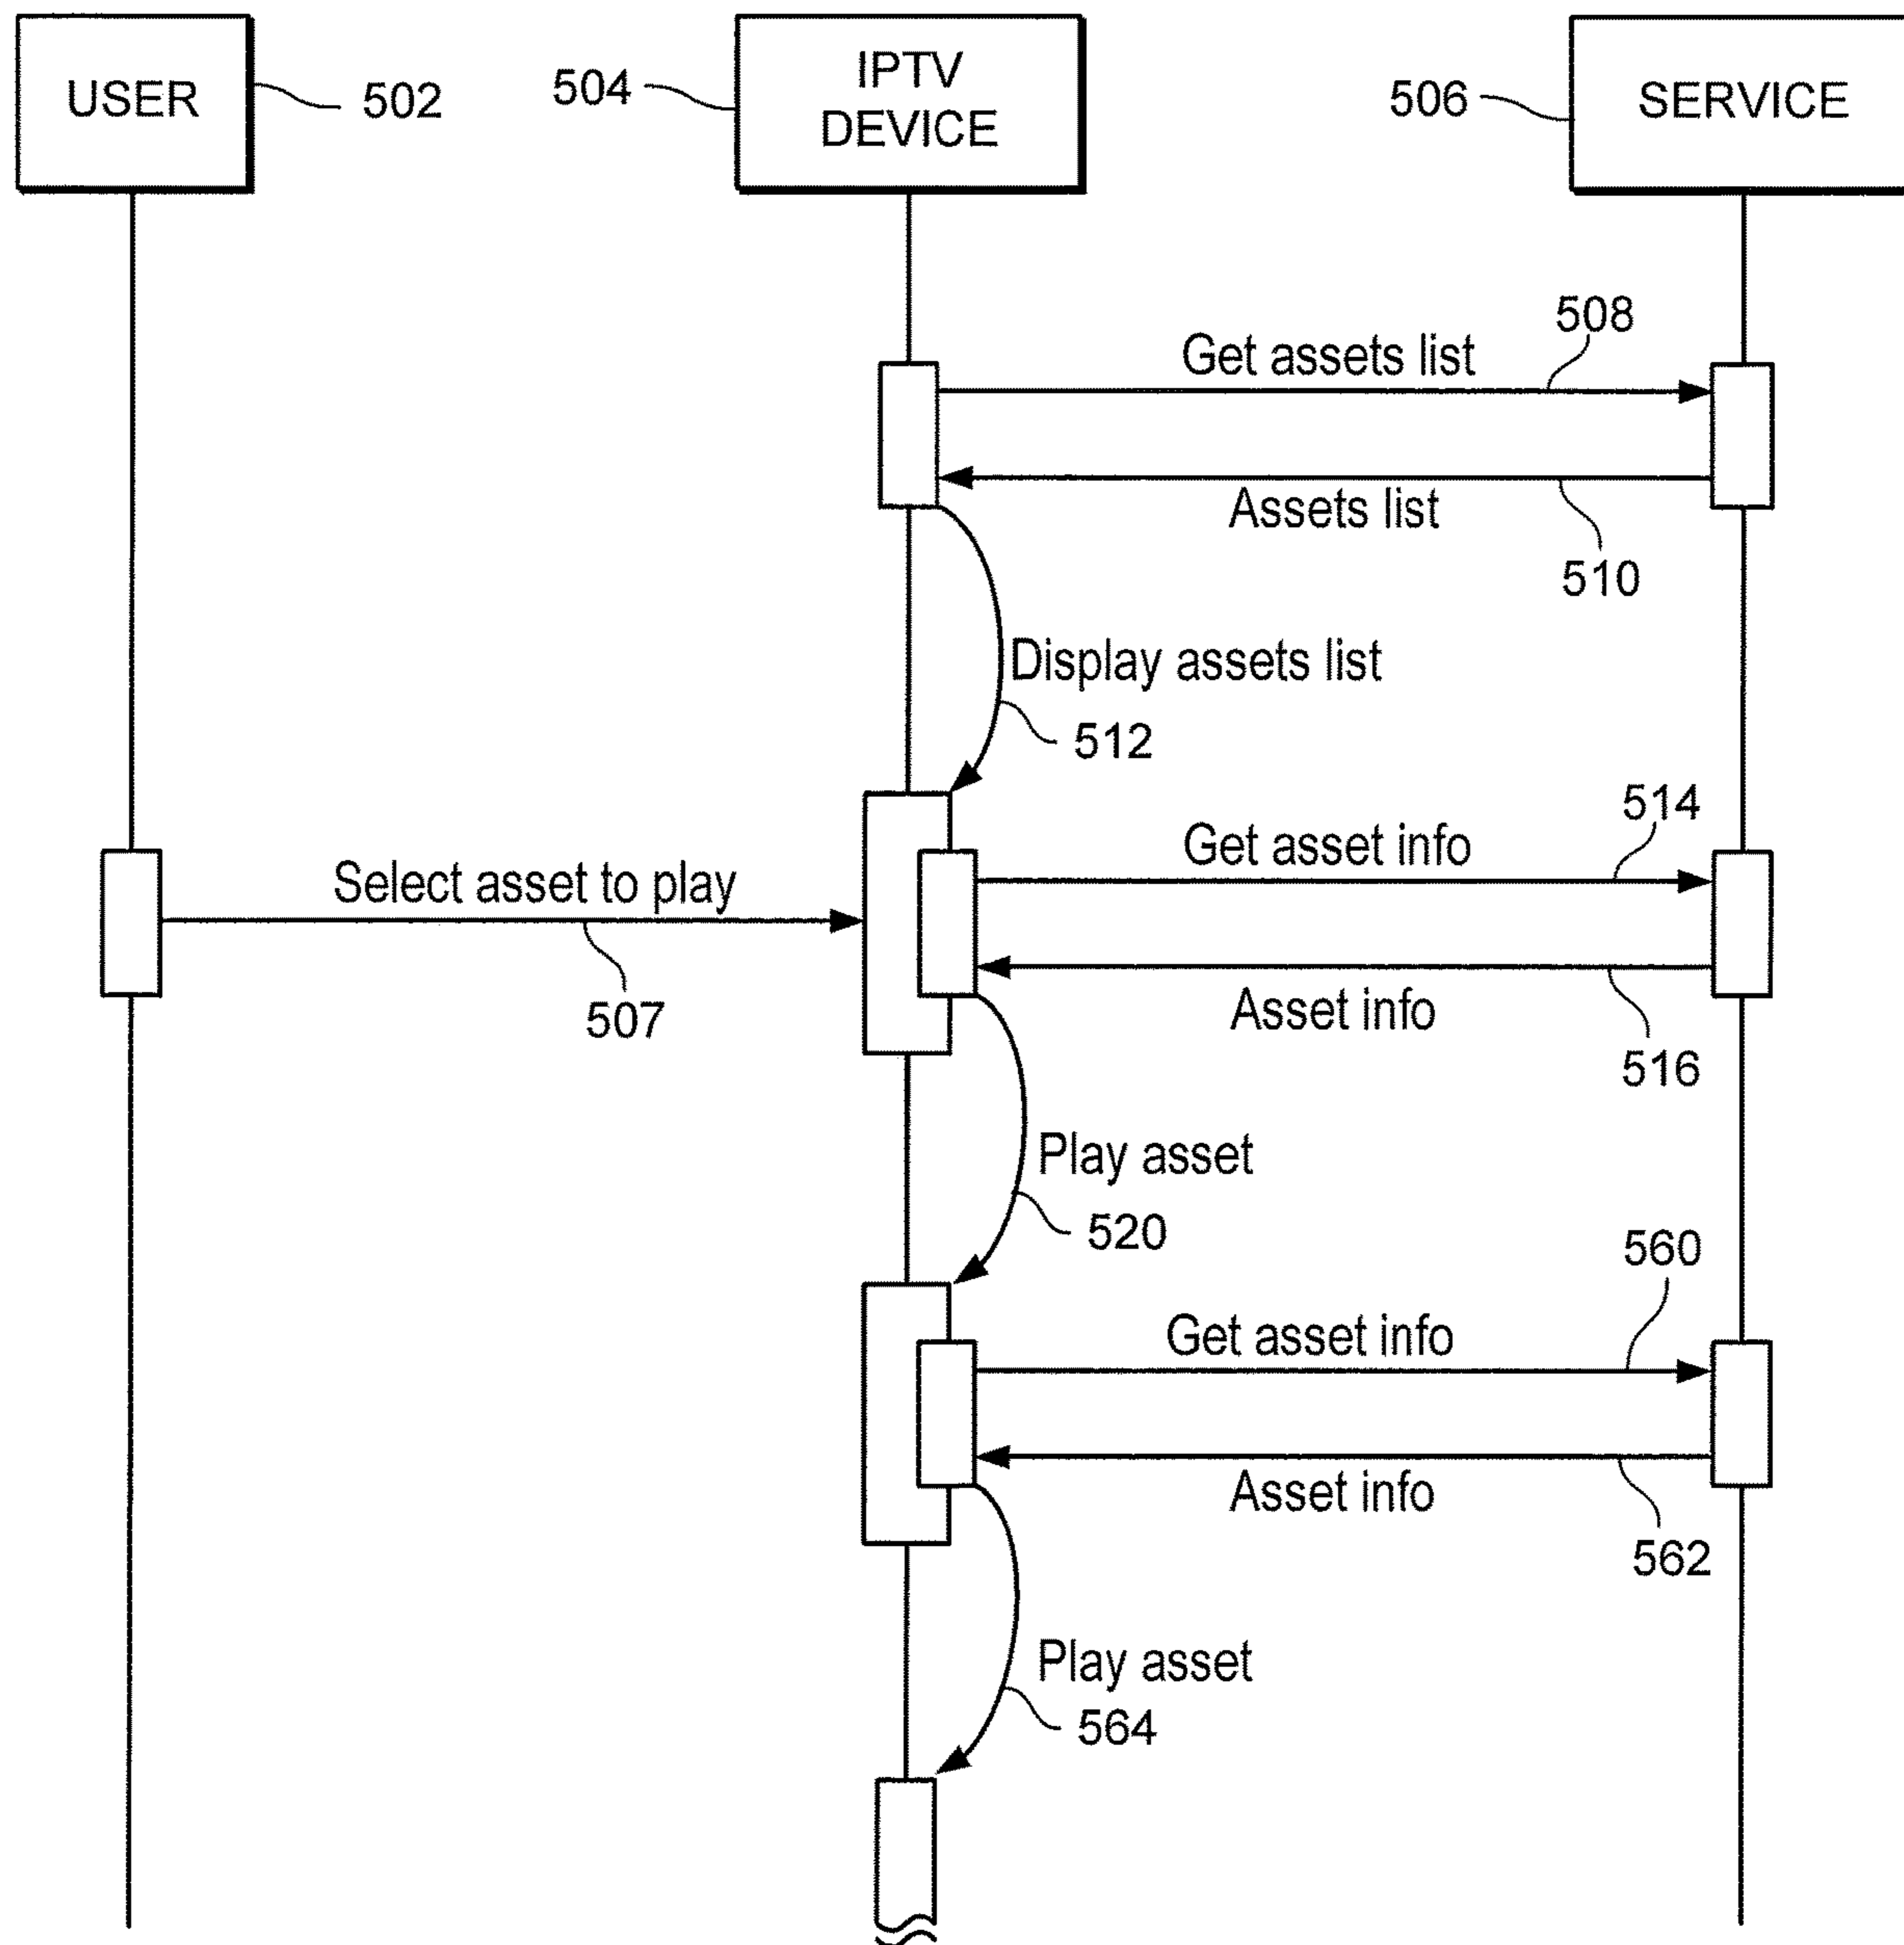 USER
502
504
IPTV
DEVICE
506
SERVICE
508
Get assets list
Assets list
510
Display assets list
512
514
Get asset info
Select asset to play
507
Asset info
516
Play asset
520
560
Get asset info
Asset info
562
Play asset
564